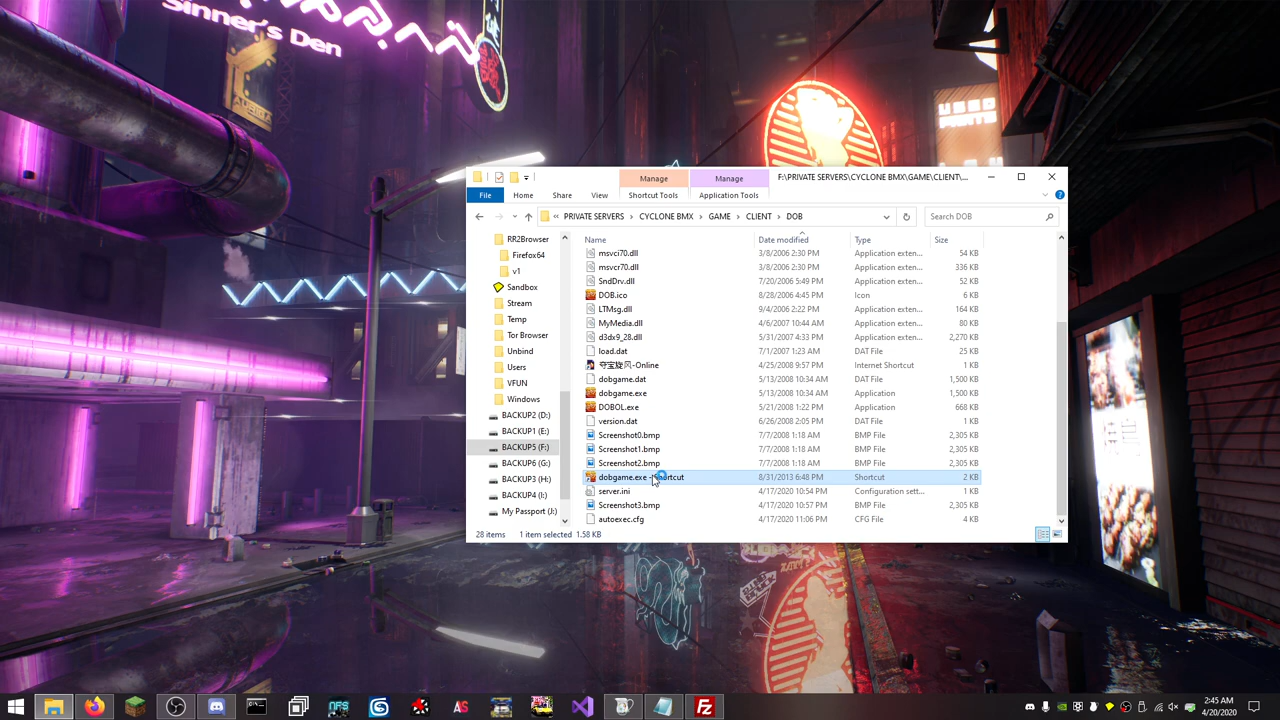 Sinner's Den
USED
PARTS
Manage
Manage
F:\PRIVATE SERVERS\CYCLONE BMX\GAME\CLIENT\...
File
Home
Share
View
Shortcut Tools
Application Tools
« PRIVATE SERVERS > CYCLONE BMX > GAME > CLIENT > DOB
Search DOB
RR2Browser
Firefox64
v1
Sandbox
Stream
Temp
Tor Browser
Unbind
Users
VFUN
Windows
BACKUP2 (D:)
BACKUP1 (E:)
BACKUP5 (F:)
BACKUP6 (G:)
BACKUP3 (H:)
BACKUP4 (I:)
My Passport (J:)
Name Date modified Type Size
msvci70.dll 3/8/2006 2:30 PM Application exten... 54 KB
msvcr70.dll 3/8/2006 2:30 PM Application exten... 336 KB
SndDrv.dll 7/20/2006 5:49 PM Application exten... 52 KB
DOB.ico 8/28/2006 4:45 PM Icon 6 KB
LTMsg.dll 9/4/2006 2:22 PM Application exten... 164 KB
MyMedia.dll 4/6/2007 10:44 AM Application exten... 80 KB
d3dx9_28.dll 5/31/2007 4:33 PM Application exten... 2,270 KB
load.dat 7/1/2007 1:23 AM DAT File 25 KB
夺宝旋风-Online 4/25/2008 9:57 PM Internet Shortcut 1 KB
dobgame.dat 5/13/2008 10:34 AM DAT File 1,500 KB
dobgame.exe 5/13/2008 10:34 AM Application 1,500 KB
DOBOL.exe 5/21/2008 1:22 PM Application 668 KB
version.dat 6/26/2008 2:05 PM DAT File 1 KB
Screenshot0.bmp 7/7/2008 1:18 AM BMP File 2,305 KB
Screenshot1.bmp 7/7/2008 1:18 AM BMP File 2,305 KB
Screenshot2.bmp 7/7/2008 1:18 AM BMP File 2,305 KB
dobgame.exe - Shortcut 8/31/2013 6:48 PM Shortcut 2 KB
server.ini 4/17/2020 10:54 PM Configuration sett... 1 KB
Screenshot3.bmp 4/17/2020 10:57 PM BMP File 2,305 KB
autoexec.cfg 4/17/2020 11:06 PM CFG File 4 KB
28 items 1 item selected 1.58 KB
NFS
AS
Fz
2:45 AM
4/20/2020